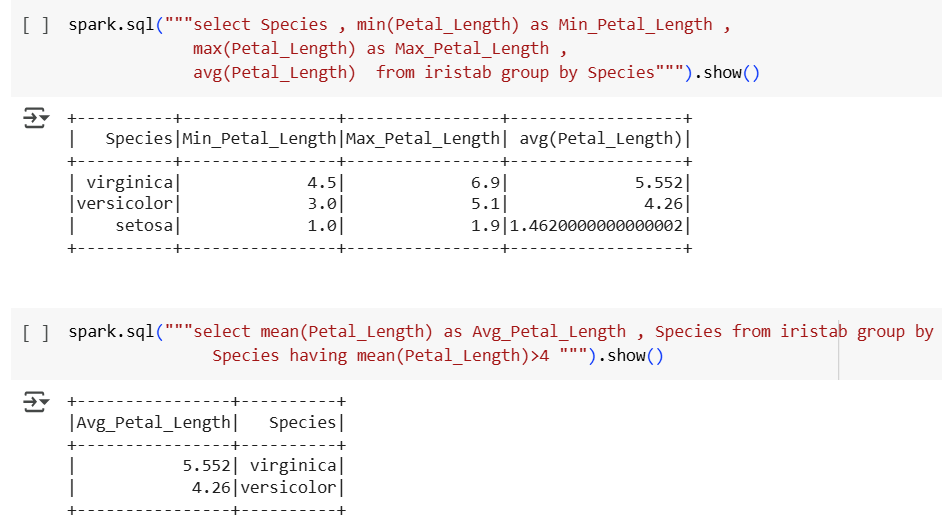 [ ] spark.sql("""select Species , min(Petal_Length) as Min_Petal_Length ,
max(Petal_Length) as Max_Petal_Length ,
avg(Petal_Length)  from iristab group by Species""").show()
+----------+----------------+----------------+------------------+
|   Species|Min_Petal_Length|Max_Petal_Length| avg(Petal_Length)|
+----------+----------------+----------------+------------------+
| virginica|             4.5|             6.9|             5.552|
|versicolor|             3.0|             5.1|              4.26|
|    setosa|             1.0|             1.9|1.4620000000000002|
+----------+----------------+----------------+------------------+
[ ] spark.sql("""select mean(Petal_Length) as Avg_Petal_Length , Species from iristab group by
Species having mean(Petal_Length)>4 """).show()
+----------------+----------+
|Avg_Petal_Length|   Species|
+----------------+----------+
|           5.552| virginica|
|            4.26|versicolor|
+----------------+----------+